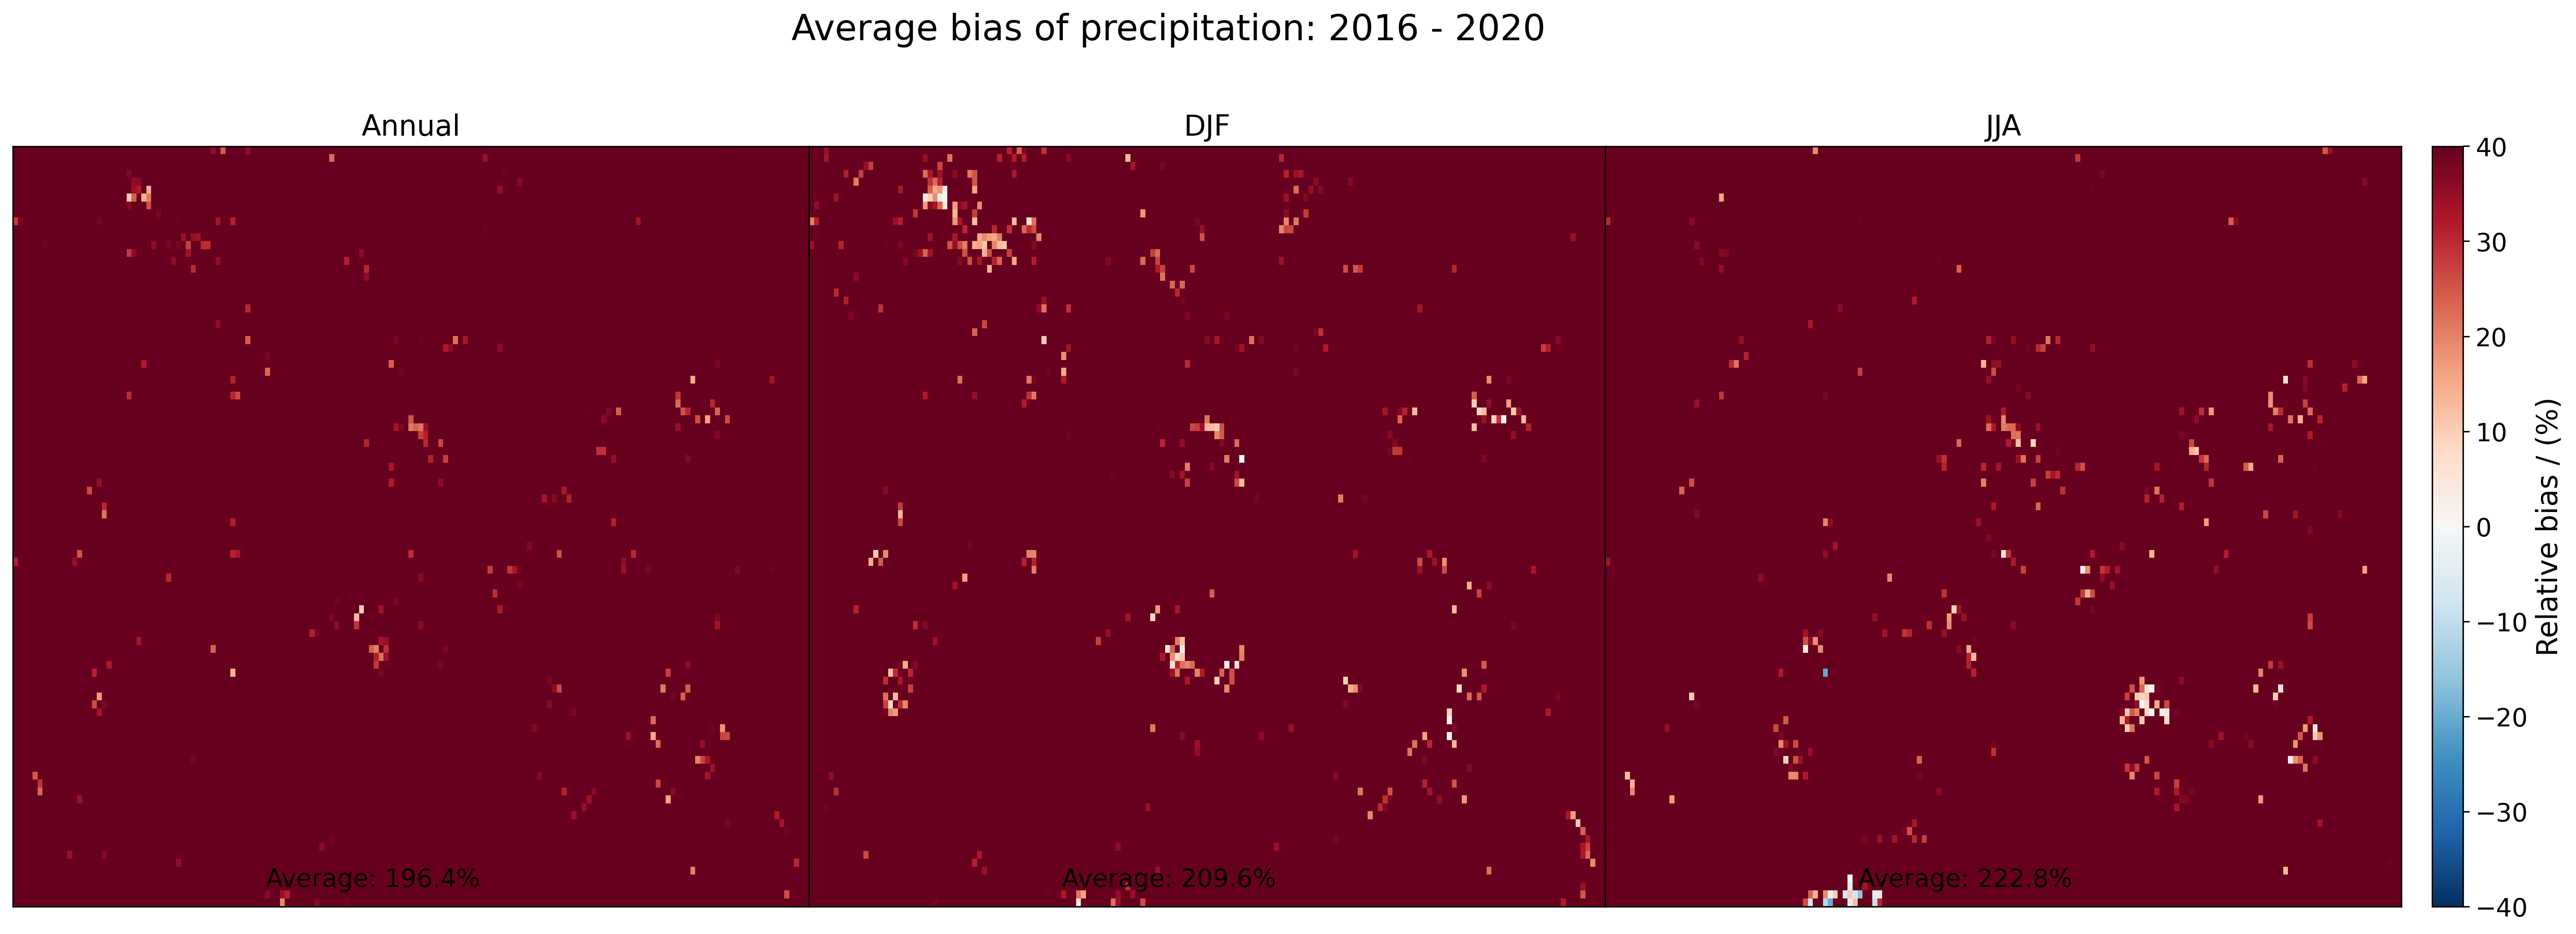 Average bias of precipitation: 2016 - 2020
Annual
DJF
JJA
Average: 196.4%
Average: 209.6%
Average: 222.8%
40
30
20
10
0
−10
−20
−30
−40
Relative bias / (%)